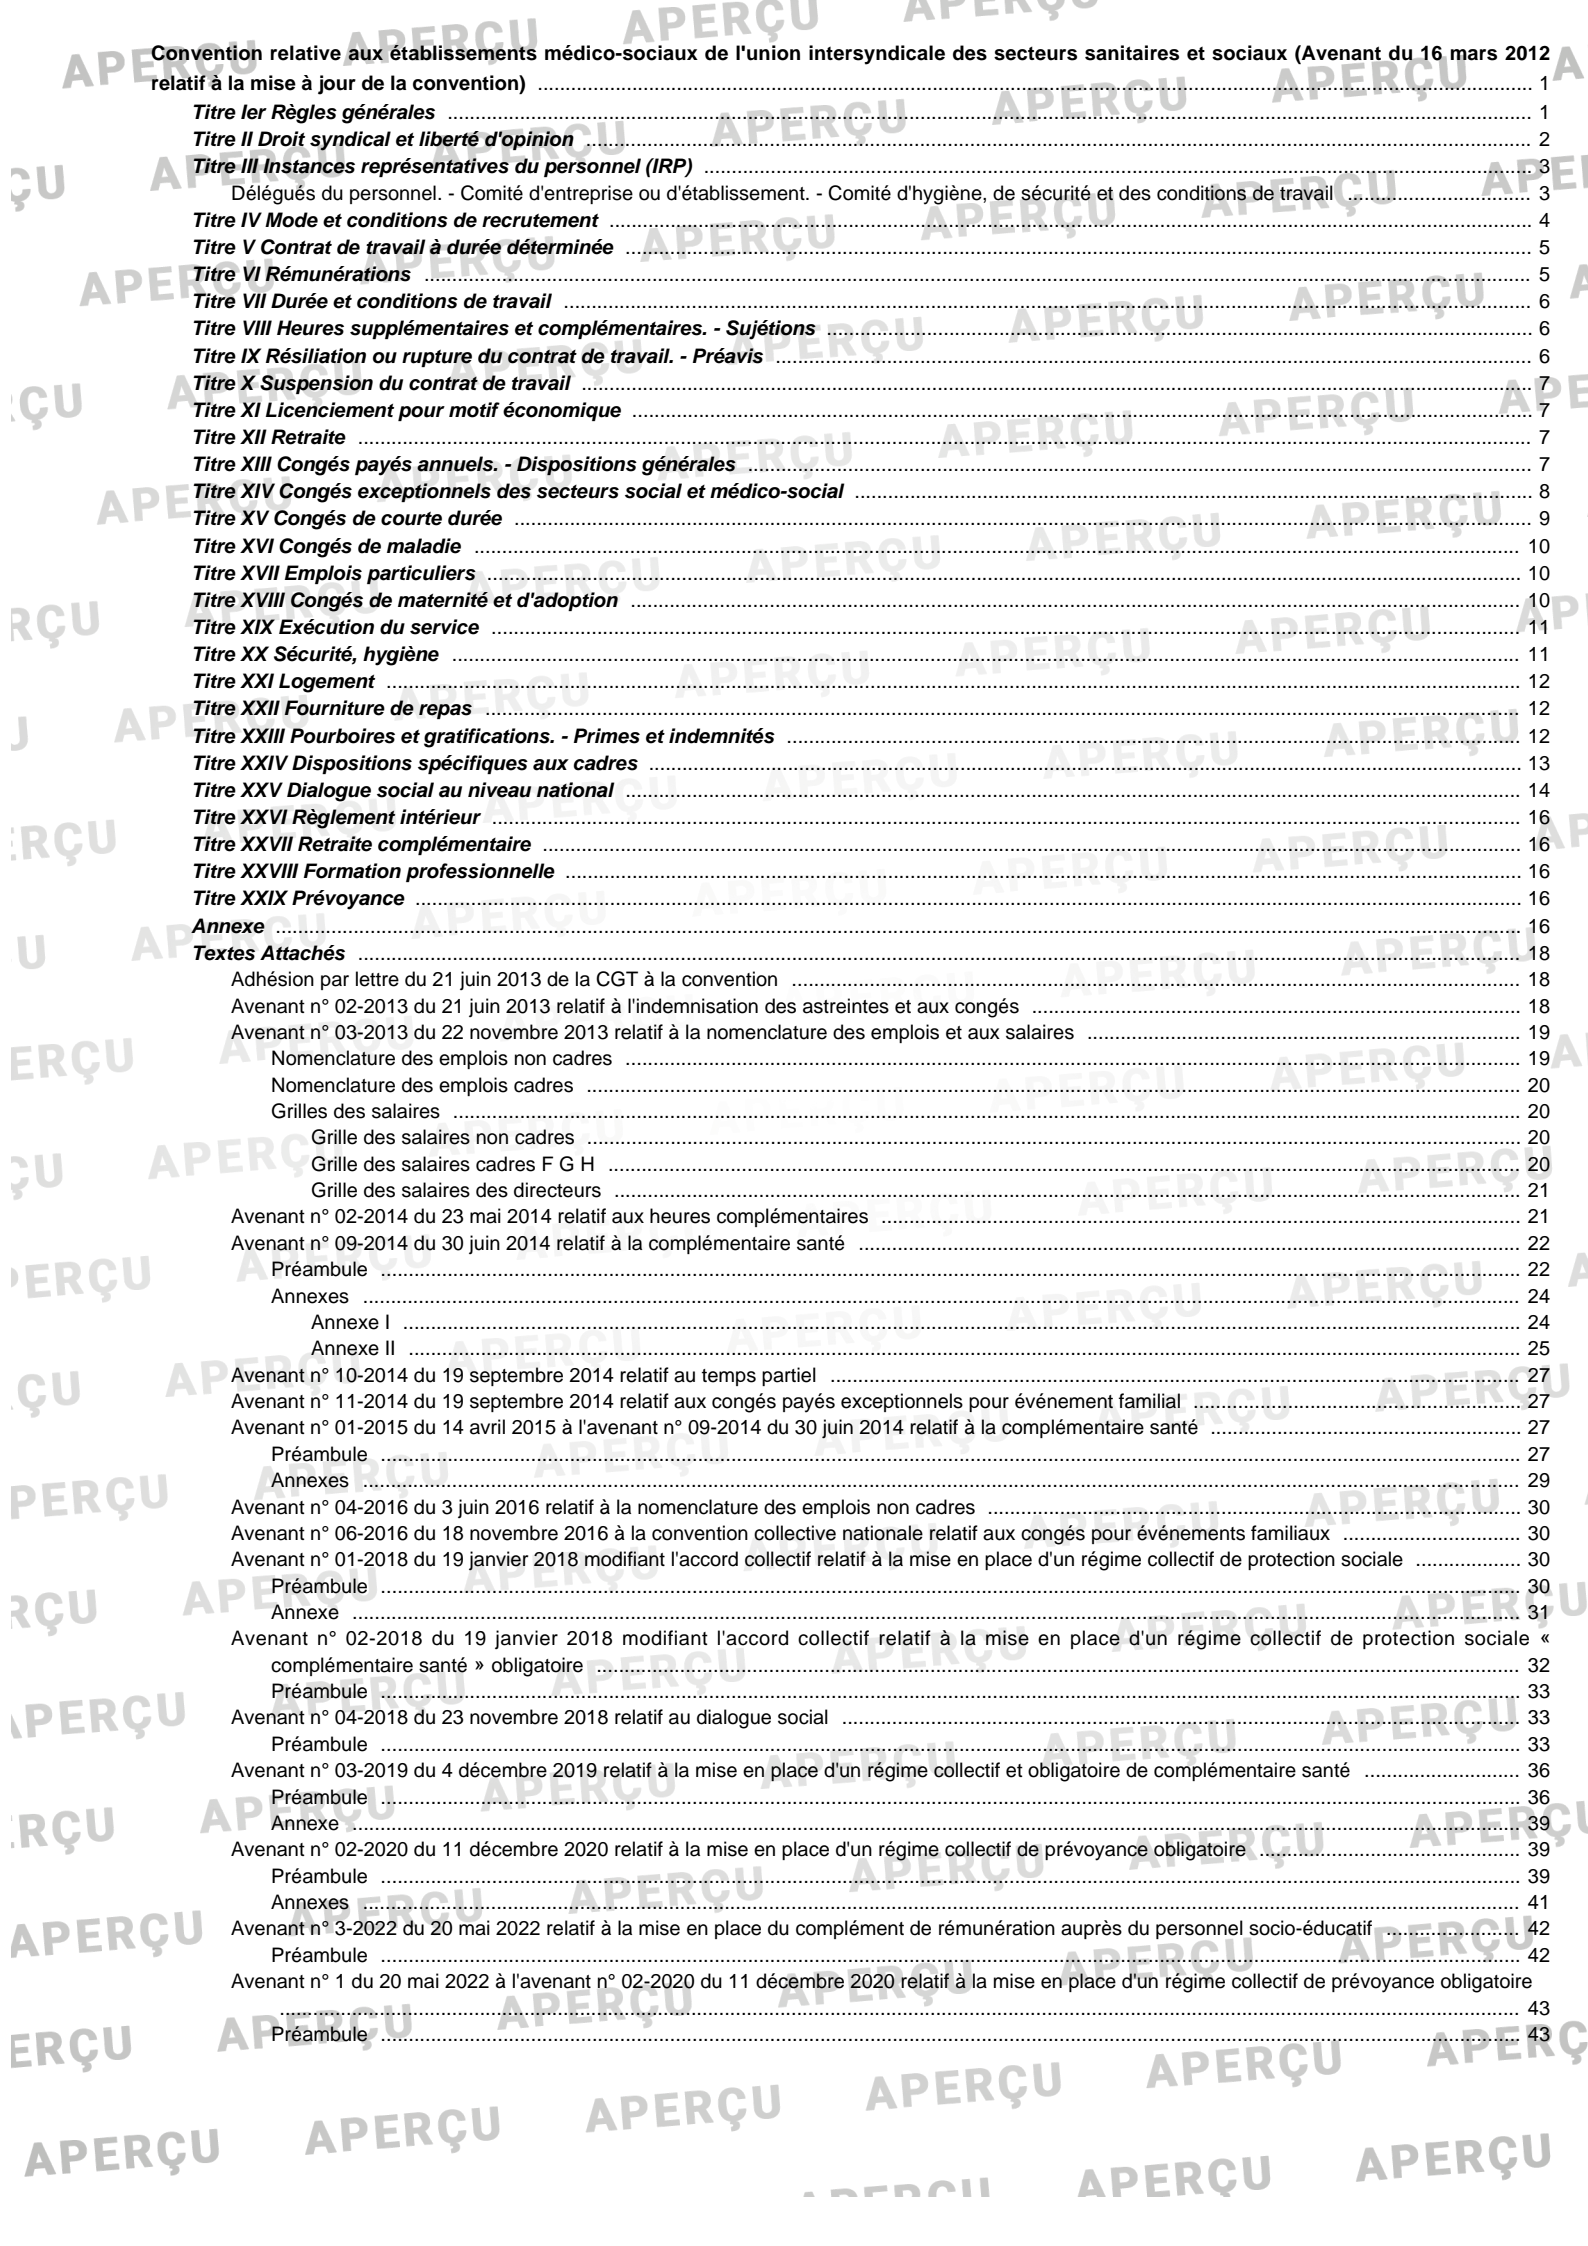 Convention relative aux établissements médico-sociaux de l'union intersyndicale des secteurs sanitaires et sociaux (Avenant du 16 mars 2012
relatif à la mise à jour de la convention) ... 1
Titre Ier Règles générales ... 1
Titre II Droit syndical et liberté d'opinion ... 2
Titre III Instances représentatives du personnel (IRP) ... 3
Délégués du personnel. - Comité d'entreprise ou d'établissement. - Comité d'hygiène, de sécurité et des conditions de travail ... 3
Titre IV Mode et conditions de recrutement ... 4
Titre V Contrat de travail à durée déterminée ... 5
Titre VI Rémunérations ... 5
Titre VII Durée et conditions de travail ... 6
Titre VIII Heures supplémentaires et complémentaires. - Sujétions ... 6
Titre IX Résiliation ou rupture du contrat de travail. - Préavis ... 6
Titre X Suspension du contrat de travail ... 7
Titre XI Licenciement pour motif économique ... 7
Titre XII Retraite ... 7
Titre XIII Congés payés annuels. - Dispositions générales ... 7
Titre XIV Congés exceptionnels des secteurs social et médico-social ... 8
Titre XV Congés de courte durée ... 9
Titre XVI Congés de maladie ... 10
Titre XVII Emplois particuliers ... 10
Titre XVIII Congés de maternité et d'adoption ... 10
Titre XIX Exécution du service ... 11
Titre XX Sécurité, hygiène ... 11
Titre XXI Logement ... 12
Titre XXII Fourniture de repas ... 12
Titre XXIII Pourboires et gratifications. - Primes et indemnités ... 12
Titre XXIV Dispositions spécifiques aux cadres ... 13
Titre XXV Dialogue social au niveau national ... 14
Titre XXVI Règlement intérieur ... 16
Titre XXVII Retraite complémentaire ... 16
Titre XXVIII Formation professionnelle ... 16
Titre XXIX Prévoyance ... 16
Annexe ... 16
Textes Attachés ... 18
Adhésion par lettre du 21 juin 2013 de la CGT à la convention ... 18
Avenant n° 02-2013 du 21 juin 2013 relatif à l'indemnisation des astreintes et aux congés ... 18
Avenant n° 03-2013 du 22 novembre 2013 relatif à la nomenclature des emplois et aux salaires ... 19
Nomenclature des emplois non cadres ... 19
Nomenclature des emplois cadres ... 20
Grilles des salaires ... 20
Grille des salaires non cadres ... 20
Grille des salaires cadres F G H ... 20
Grille des salaires des directeurs ... 21
Avenant n° 02-2014 du 23 mai 2014 relatif aux heures complémentaires ... 21
Avenant n° 09-2014 du 30 juin 2014 relatif à la complémentaire santé ... 22
Préambule ... 22
Annexes ... 24
Annexe I ... 24
Annexe II ... 25
Avenant n° 10-2014 du 19 septembre 2014 relatif au temps partiel ... 27
Avenant n° 11-2014 du 19 septembre 2014 relatif aux congés payés exceptionnels pour événement familial ... 27
Avenant n° 01-2015 du 14 avril 2015 à l'avenant n° 09-2014 du 30 juin 2014 relatif à la complémentaire santé ... 27
Préambule ... 27
Annexes ... 29
Avenant n° 04-2016 du 3 juin 2016 relatif à la nomenclature des emplois non cadres ... 30
Avenant n° 06-2016 du 18 novembre 2016 à la convention collective nationale relatif aux congés pour événements familiaux ... 30
Avenant n° 01-2018 du 19 janvier 2018 modifiant l'accord collectif relatif à la mise en place d'un régime collectif de protection sociale ... 30
Préambule ... 30
Annexe ... 31
Avenant n° 02-2018 du 19 janvier 2018 modifiant l'accord collectif relatif à la mise en place d'un régime collectif de protection sociale «
complémentaire santé » obligatoire ... 32
Préambule ... 33
Avenant n° 04-2018 du 23 novembre 2018 relatif au dialogue social ... 33
Préambule ... 33
Avenant n° 03-2019 du 4 décembre 2019 relatif à la mise en place d'un régime collectif et obligatoire de complémentaire santé ... 36
Préambule ... 36
Annexe ... 39
Avenant n° 02-2020 du 11 décembre 2020 relatif à la mise en place d'un régime collectif de prévoyance obligatoire ... 39
Préambule ... 39
Annexes ... 41
Avenant n° 3-2022 du 20 mai 2022 relatif à la mise en place du complément de rémunération auprès du personnel socio-éducatif ... 42
Préambule ... 42
Avenant n° 1 du 20 mai 2022 à l'avenant n° 02-2020 du 11 décembre 2020 relatif à la mise en place d'un régime collectif de prévoyance obligatoire
... 43
Préambule ... 43
APERÇU